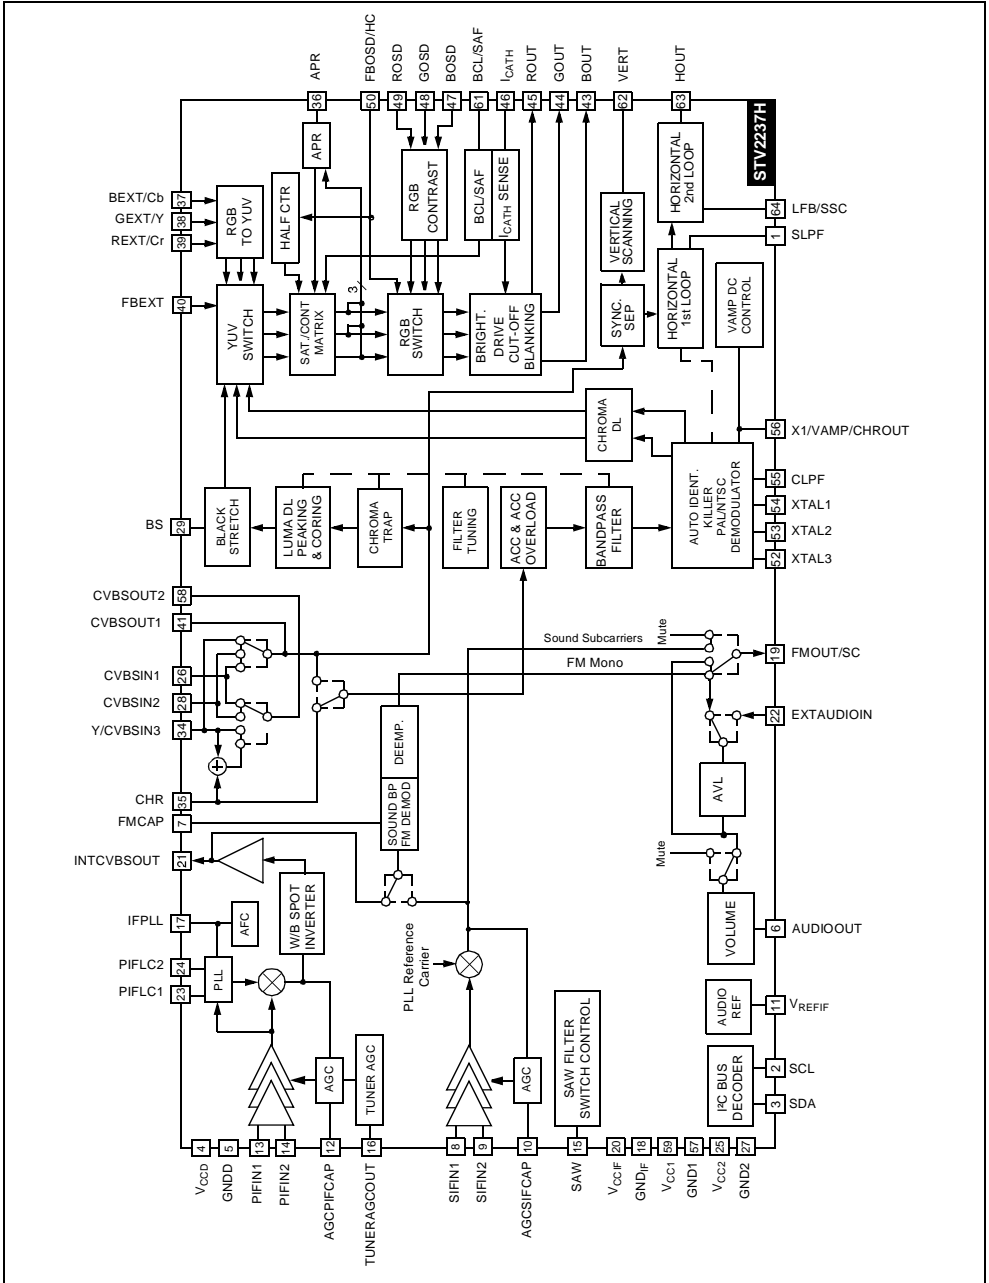 APR
FBOSD/HC
ROSD
GOSD
BOSD
BCL/SAF
ICATH
ROUT
GOUT
BOUT
VERT
HOUT
36
50
49
48
47
61
46
45
44
43
62
63
STV2237H
BEXT/Cb
37
GEXT/Y
38
REXT/Cr
39
RGB
TO YUV
HALF CTR
APR
RGB
CONTRAST
BCL/SAF
ICATH SENSE
VERTICAL
SCANNING
HORIZONTAL
2nd LOOP
64
LFB/SSC
1
SLPF
FBEXT
40
YUV
SWITCH
SAT./CONT
MATRIX
3
RGB
SWITCH
BRIGHT.
DRIVE
CUT-OFF
BLANKING
SYNC.
SEP
HORIZONTAL
1st LOOP
VAMP DC
CONTROL
CHROMA
DL
56
X1/VAMP/CHROUT
55
CLPF
54
XTAL1
53
XTAL2
52
XTAL3
BS
29
BLACK
STRETCH
LUMA DL
PEAKING
& CORING
CHROMA
TRAP
FILTER
TUNING
ACC & ACC
OVERLOAD
BANDPASS
FILTER
AUTO IDENT.
KILLER
PAL/NTSC
DEMODULATOR
CVBSOUT2
58
CVBSOUT1
41
CVBSIN1
26
CVBSIN2
28
Y/CVBSIN3
34
CHR
35
FMCAP
7
Sound Subcarriers
Mute
FM Mono
19
FMOUT/SC
22
EXTAUDIOIN
DEEMP.
SOUND BP
FM DEMOD
AVL
Mute
INTCVBSOUT
21
W/B SPOT
INVERTER
IFPLL
17
AFC
PIFLC2
24
PIFLC1
23
PLL
PLL Reference
Carrier
VOLUME
6
AUDIOOUT
AUDIO
REF
11
VREFIF
AGC
TUNER AGC
AGC
SAW FILTER
SWITCH CONTROL
I²C BUS
DECODER
2
SCL
3
SDA
4
5
13
14
12
16
8
9
10
15
20
18
59
57
25
27
VCCD
GNDD
PIFIN1
PIFIN2
AGCPIFCAP
TUNERAGCOUT
SIFIN1
SIFIN2
AGCSIFCAP
SAW
VCCIF
GNDIF
VCC1
GND1
VCC2
GND2